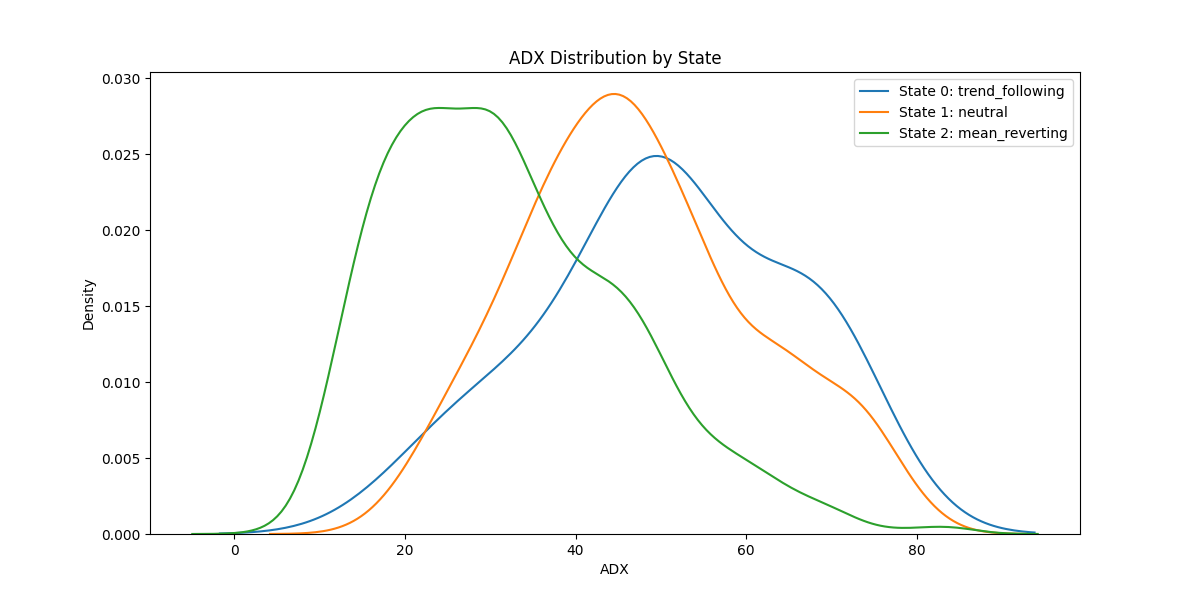 ADX Distribution by State
State 0: trend_following
State 1: neutral
State 2: mean_reverting
Density
0.030
0.025
0.020
0.015
0.010
0.005
0.000
0 20 40 60 80
ADX